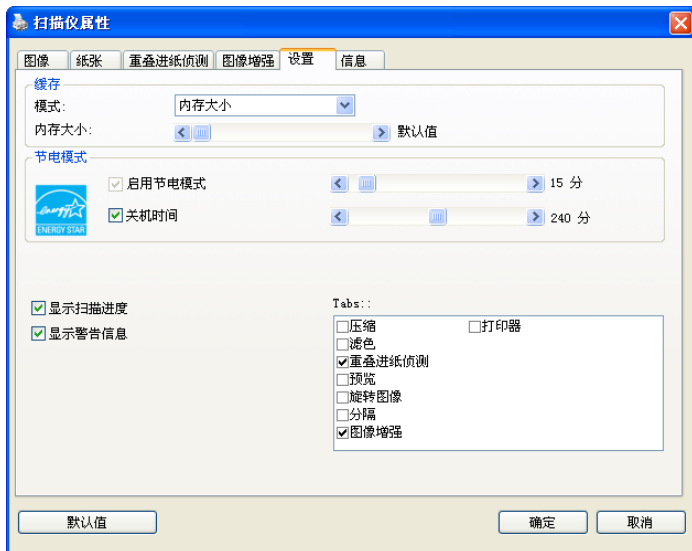 扫描仪属性
图像 纸张 重叠进纸侦测 图像增强 设置 信息
缓存
模式: 内存大小
内存大小: 默认值
节电模式
启用节电模式 15 分
关机时间 240 分
energy
ENERGY STAR
显示扫描进度
显示警告信息
Tabs::
压缩 打印器
滤色
重叠进纸侦测
预览
旋转图像
分隔
图像增强
默认值 确定 取消